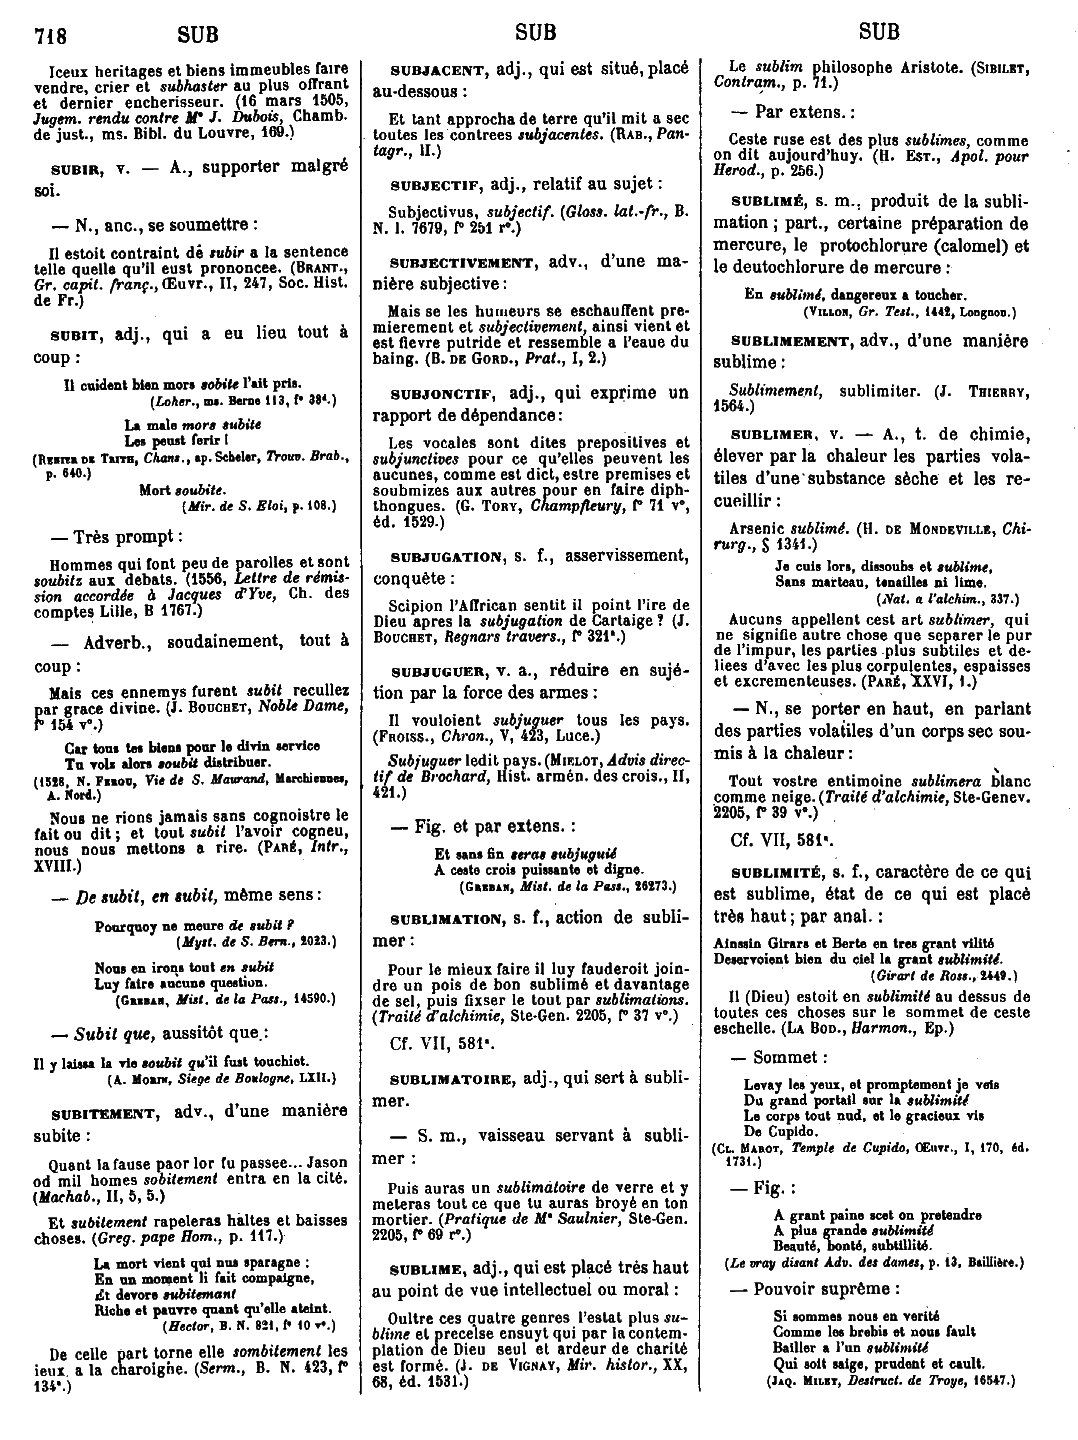 718 SUB SUB SUB
Iceux heritages et biens immeubles faire
vendre, crier et subhaster au plus offrant
et dernier encherisseur. (16 mars 1505,
Jugem. rendu contre Me J. Dubois, Chamb.
de just., ms. Bibl. du Louvre, 169.)
SUBIR, v. — A., supporter malgré
soi.
— N., anc., se soumettre :
Il estoit contraint de subir a la sentence
telle quelle qu'il eust prononcee. (BRANT.,
Gr. capit. franç., Œuvr., II, 247, Soc. Hist.
de Fr.)
SUBIT, adj., qui a eu lieu tout à
coup :
Il cuident bien mors sobite l'ait pris.
(Loher., ms. Berne 113, fº 38d.)
La male mors subite
Les peust ferir !
(RENIER DE TRITH, Chans., ap. Scheler, Trouv. Brab.,
p. 640.)
Mort soubite.
(Mir. de S. Eloi, p. 108.)
— Très prompt :
Hommes qui font peu de parolles et sont
soubitz aux debats. (1556, Lettre de rémis-
sion accordée à Jacques d'Yve, Ch. des
comptes Lille, B 1767.)
— Adverb., soudainement, tout à
coup :
Mais ces ennemys furent subit recullez
par grace divine. (J. BOUCHET, Noble Dame,
fº 154 vº.)
Car tous tes biens pour le divin service
Tu vols alors soubit distribuer.
(1528, N. FEROU, Vie de S. Maurand, Marchiennes,
A. Nord.)
Nous ne rions jamais sans cognoistre le
fait ou dit ; et tout subit l'avoir cogneu,
nous nous mettons a rire. (PARÉ, Intr.,
XVIII.)
— De subit, en subit, même sens :
Pourquoy ne meure de subit ?
(Myst. de S. Bern., 2023.)
Nous en irons tout en subit
Luy faire aucune question.
(GREBAN, Mist. de la Pass., 14590.)
— Subit que, aussitôt que :
Il y laissa la vie soubit qu'il fust touchiet.
(A. MORIN, Siege de Boulogne, LXII.)
SUBITEMENT, adv., d'une manière
subite :
Quant la fause paor lor fu passee... Jason
od mil homes sobitement entra en la cité.
(Machab., II, 5, 5.)
Et subitement rapeleras haltes et baisses
choses. (Greg. pape Hom., p. 117.)
La mort vient qui nus sparagne :
En un moment li fait compaigne,
Et devore subitemant
Riche et pauvre quant qu'elle ateint.
(Hector, B. N. 821, fº 10 vº.)
De celle part torne elle sombitement les
ieux a la charoigne. (Serm., B. N. 423, fº
134ª.)
SUBJACENT, adj., qui est situé, placé
au-dessous :
Et tant approcha de terre qu'il mit a sec
toutes les contrees subjacentes. (RAB., Pan-
tagr., II.)
SUBJECTIF, adj., relatif au sujet :
Subjectivus, subjectif. (Gloss. lat.-fr., B.
N. l. 7679, fº 251 rº.)
SUBJECTIVEMENT, adv., d'une ma-
nière subjective :
Mais se les humeurs se eschauffent pre-
mierement et subjectivement, ainsi vient et
est fievre putride et ressemble a l'eaue du
baing. (B. DE GORD., Prat., I, 2.)
SUBJONCTIF, adj., qui exprime un
rapport de dépendance :
Les vocales sont dites prepositives et
subjunctives pour ce qu'elles peuvent les
aucunes, comme est dict, estre premises et
soubmizes aux autres pour en faire diph-
thongues. (G. TORY, Champfleury, fº 71 vº,
éd. 1529.)
SUBJUGATION, s. f., asservissement,
conquête :
Scipion l'Affrican sentit il point l'ire de
Dieu apres la subjugation de Cartaige ? (J.
BOUCHET, Regnars travers., fº 321ª.)
SUBJUGUER, v. a., réduire en sujé-
tion par la force des armes :
Il vouloient subjuguer tous les pays.
(FROISS., Chron., V, 423, Luce.)
Subjuguer ledit pays. (MIELOT, Advis direc-
tif de Brochard, Hist. armén. des crois., II,
421.)
— Fig. et par extens. :
Et sans fin seras subjuguié
A ceste crois puissante et digne.
(GREBAN, Mist. de la Pass., 26273.)
SUBLIMATION, s. f., action de subli-
mer :
Pour le mieux faire il luy fauderoit join-
dre un pois de bon sublimé et davantage
de sel, puis fixser le tout par sublimations.
(Traité d'alchimie, Ste-Gen. 2205, fº 37 vº.)
Cf. VII, 581ª.
SUBLIMATOIRE, adj., qui sert à subli-
mer.
— S. m., vaisseau servant à subli-
mer :
Puis auras un sublimatoire de verre et y
meteras tout ce que tu auras broyé en ton
mortier. (Pratique de Me Saulnier, Ste-Gen.
2205, fº 69 rº.)
SUBLIME, adj., qui est placé très haut
au point de vue intellectuel ou moral :
Oultre ces quatre genres l'estat plus su-
blime et precelse ensuyt qui par la contem-
plation de Dieu seul et ardeur de charité
est formé. (J. DE VIGNAY, Mir. histor., XX,
68, éd. 1531.)
Le sublim philosophe Aristote. (SIBILET,
Contram., p. 71.)
— Par extens. :
Ceste ruse est des plus sublimes, comme
on dit aujourd'huy. (H. EST., Apol. pour
Herod., p. 256.)
SUBLIMÉ, s. m., produit de la subli-
mation ; part., certaine préparation de
mercure, le protochlorure (calomel) et
le deutochlorure de mercure :
En sublimé, dangereux a toucher.
(VILLON, Gr. Test., 1442, Longnon.)
SUBLIMEMENT, adv., d'une manière
sublime :
Sublimement, sublimiter. (J. THIERRY,
1564.)
SUBLIMER, v. — A., t. de chimie,
élever par la chaleur les parties vola-
tiles d'une substance sèche et les re-
cueillir :
Arsenic sublimé. (H. DE MONDEVILLE, Chi-
rurg., § 1341.)
Je cuis lors, dissoubs et sublime,
Sans marteau, tenailles ni lime.
(Nat. a l'alchim., 337.)
Aucuns appellent cest art sublimer, qui
ne signifie autre chose que separer le pur
de l'impur, les parties plus subtiles et de-
liees d'avec les plus corpulentes, espaisses
et excrementeuses. (PARÉ, XXVI, 1.)
— N., se porter en haut, en parlant
des parties volatiles d'un corps sec sou-
mis à la chaleur :
Tout vostre entimoine sublimera blanc
comme neige. (Traité d'alchimie, Ste-Genev.
2205, fº 39 vº.)
Cf. VII, 581ª.
SUBLIMITÉ, s. f., caractère de ce qui
est sublime, état de ce qui est placé
très haut ; par anal. :
Ainssin Girars et Berte en tres grant vilité
Deservoient bien du ciel la grant sublimité.
(Girart de Ross., 2449.)
Il (Dieu) estoit en sublimité au dessus de
toutes ces choses sur le sommet de ceste
eschelle. (LA BOD., Harmon., Ep.)
— Sommet :
Levay les yeux, et promptement je veis
Du grand portail sur la sublimité
Le corps tout nud, et le gracieux vis
De Cupido.
(CL. MAROT, Temple de Cupido, Œuvr., I, 170, éd.
1731.)
— Fig. :
A grant paine scet on pretendre
A plus grande sublimité
Beauté, bonté, subtillité.
(Le vray disant Adv. des dames, p. 13, Baillière.)
— Pouvoir suprême :
Si sommes nous en verité
Comme les brebis et nous fault
Bailler a l'un sublimité
Qui soit saige, prudent et cault.
(JAQ. MILET, Destruct. de Troye, 16547.)